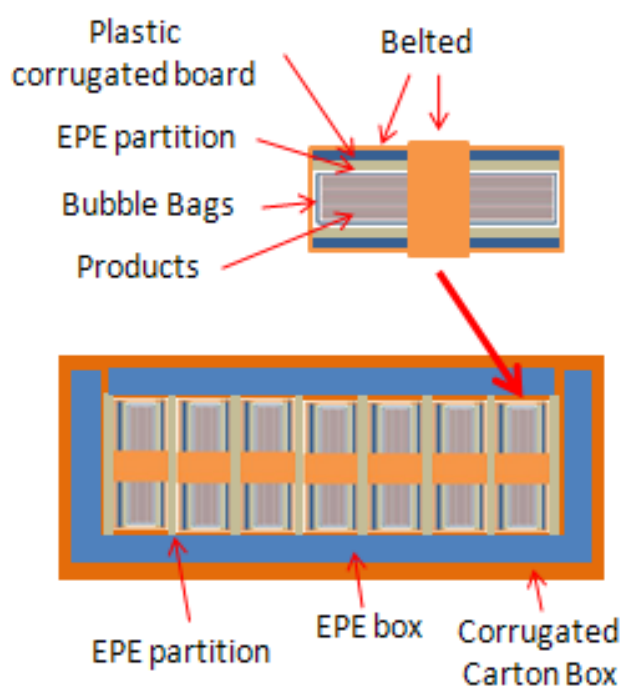 Plastic
corrugated board
Belted
EPE partition
Bubble Bags
Products
EPE partition
EPE box
Corrugated
Carton Box